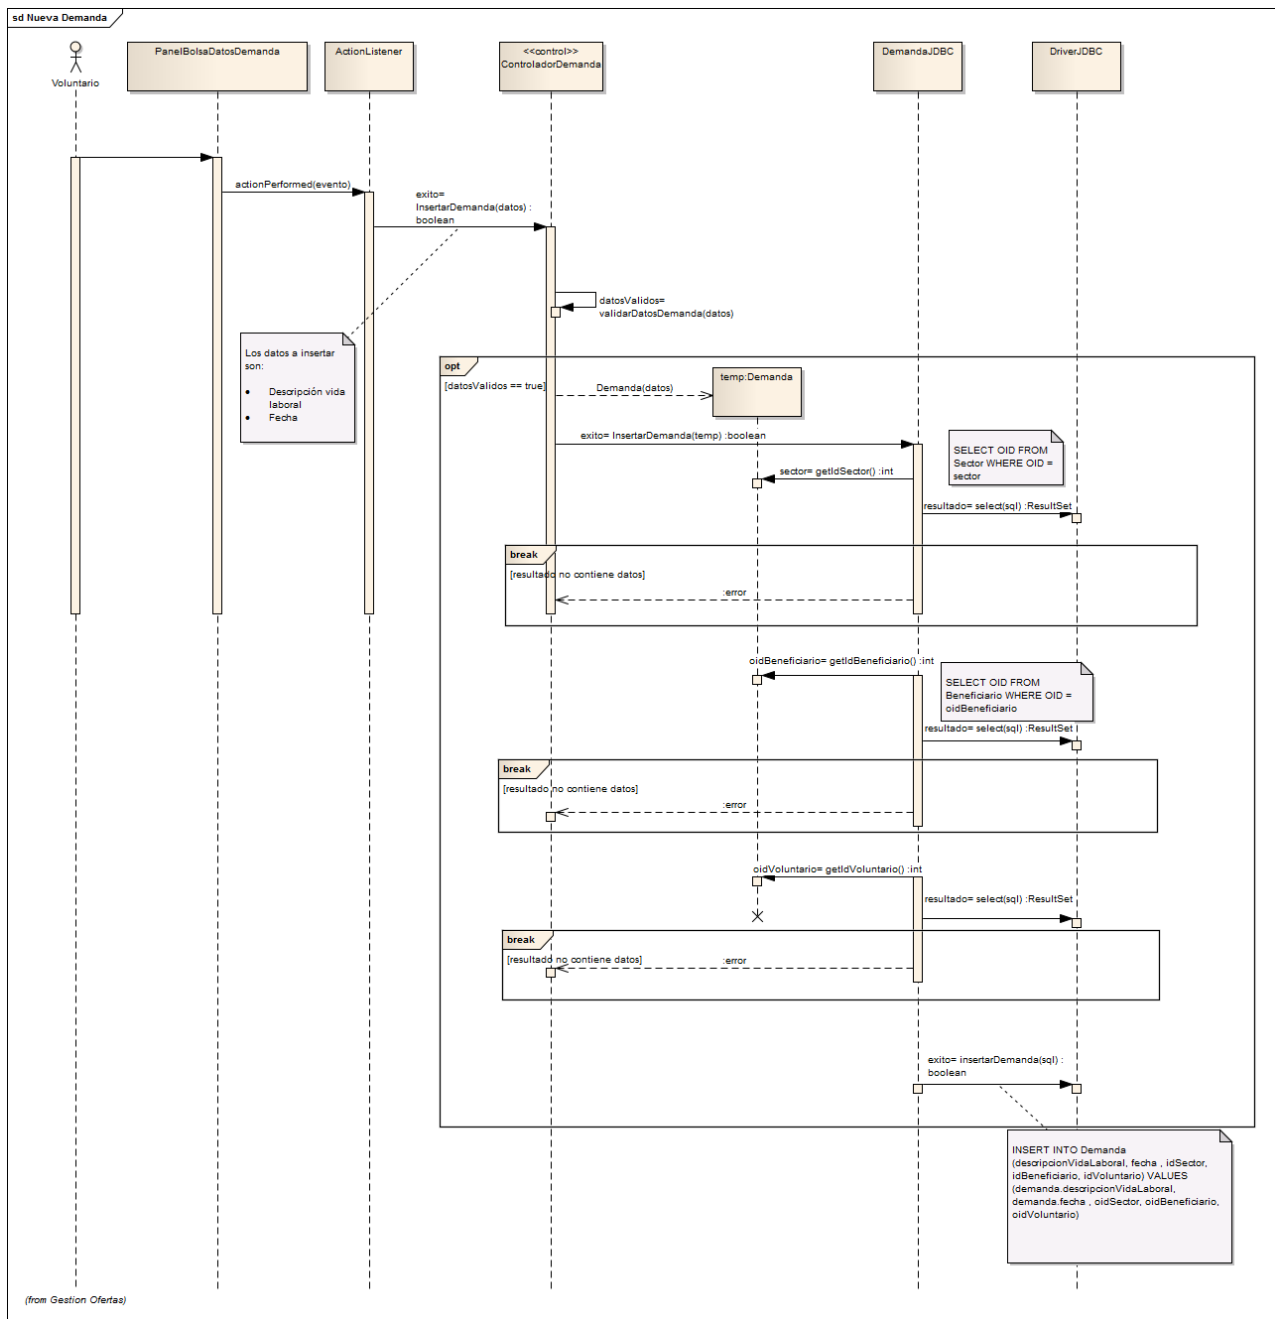 sd Nueva Demanda
Voluntario
PanelBolsaDatosDemanda
ActionListener
<<control>>
ControladorDemanda
DemandaJDBC
DriverJDBC
actionPerformed(evento)
exito=
InsertarDemanda(datos) :
boolean
datosValidos=
validarDatosDemanda(datos)
Los datos a insertar
son:
• Descripción vida
laboral
• Fecha
opt
[datosValidos == true]
Demanda(datos)
temp:Demanda
exito= InsertarDemanda(temp) :boolean
SELECT OID FROM
Sector WHERE OID =
sector
sector= getIdSector() :int
resultado= select(sql) :ResultSet
break
[resultado no contiene datos]
:error
oidBeneficiario= getIdBeneficiario() :int
SELECT OID FROM
Beneficiario WHERE OID =
oidBeneficiario
resultado= select(sql) :ResultSet
break
[resultado no contiene datos]
:error
oidVoluntario= getIdVoluntario() :int
resultado= select(sql) :ResultSet
break
[resultado no contiene datos]
:error
exito= insertarDemanda(sql) :
boolean
INSERT INTO Demanda
(descripcionVidaLaboral, fecha , idSector,
idBeneficiario, idVoluntario) VALUES
(demanda.descripcionVidaLaboral,
demanda.fecha , oidSector, oidBeneficiario,
oidVoluntario)
(from Gestion Ofertas)